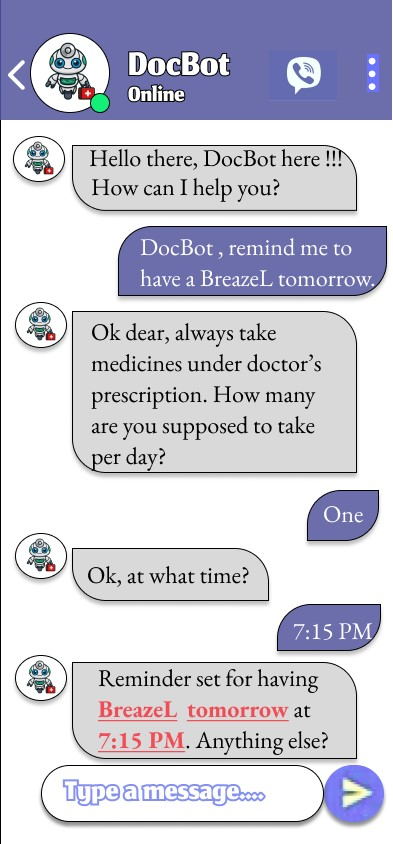 DocBot
Online
Hello there, DocBot here !!!
How can I help you?
DocBot , remind me to
have a BreazeL tomorrow.
Ok dear, always take
medicines under doctor’s
prescription. How many
are you supposed to take
per day?
One
Ok, at what time?
7:15 PM
Reminder set for having
BreazeL tomorrow at
7:15 PM. Anything else?
Type a message....